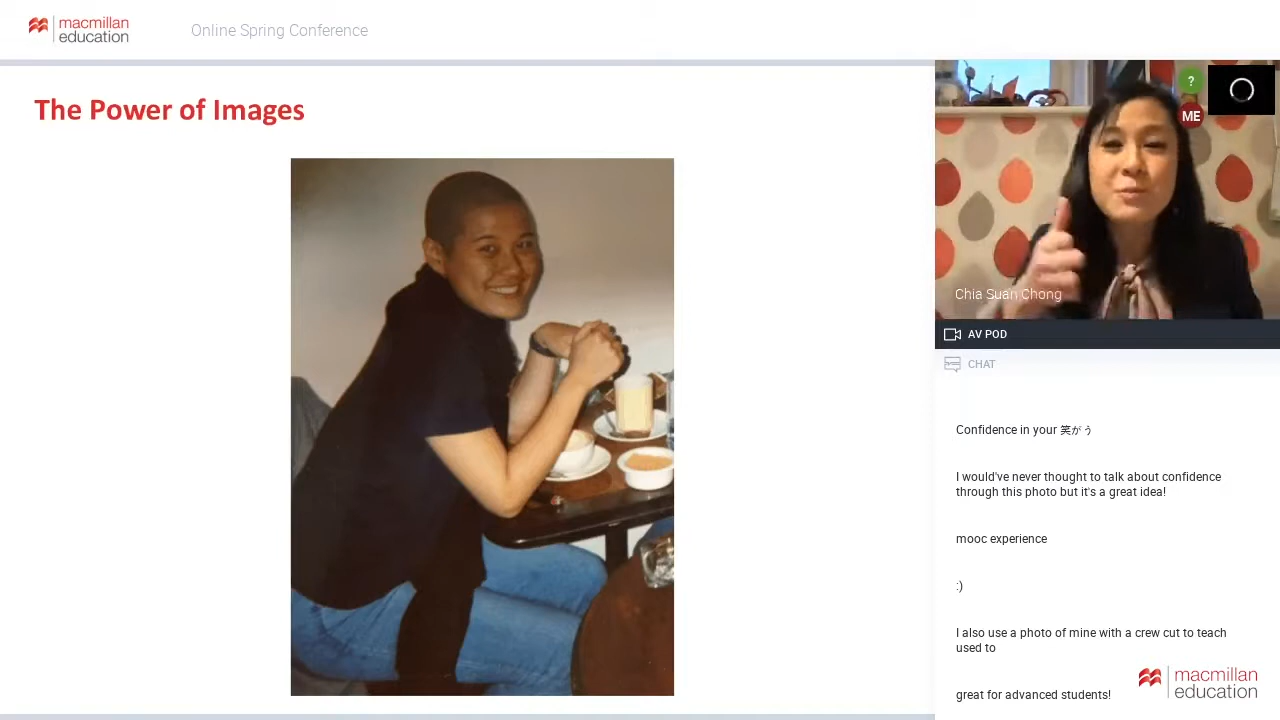 macmillan
education
Online Spring Conference
The Power of Images
?
ME
Chia Suan Chong
AV POD
CHAT
Confidence in your 笑がう
I would've never thought to talk about confidence
through this photo but it's a great idea!
mooc experience
:)
I also use a photo of mine with a crew cut to teach
used to
great for advanced students!
macmillan
education